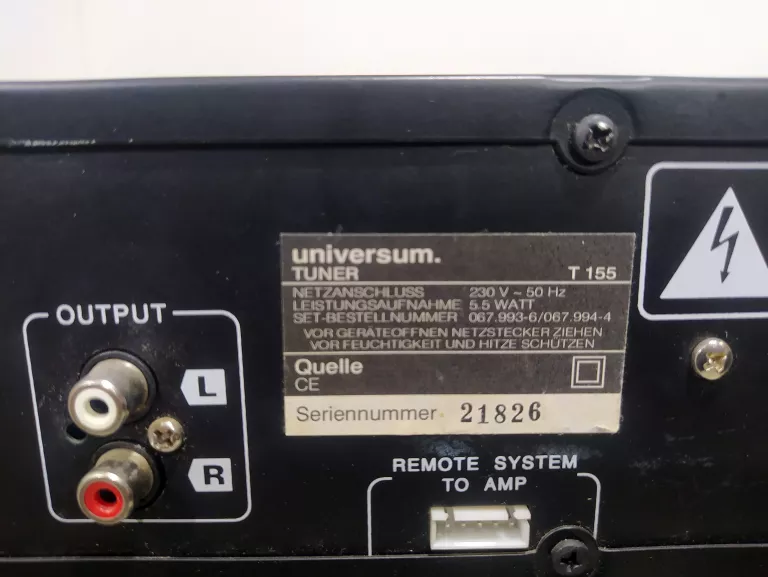 universum.
TUNER T 155
NETZANSCHLUSS 230 V ~ 50 Hz
LEISTUNGSAUFNAHME 5.5 WATT
SET-BESTELLNUMMER 067.993-6/067.994-4
VOR GERÄTEÖFFNEN NETZSTECKER ZIEHEN
VOR FEUCHTIGKEIT UND HITZE SCHÜTZEN
Quelle
CE
Seriennummer 21826
OUTPUT
L
R
REMOTE SYSTEM
TO AMP